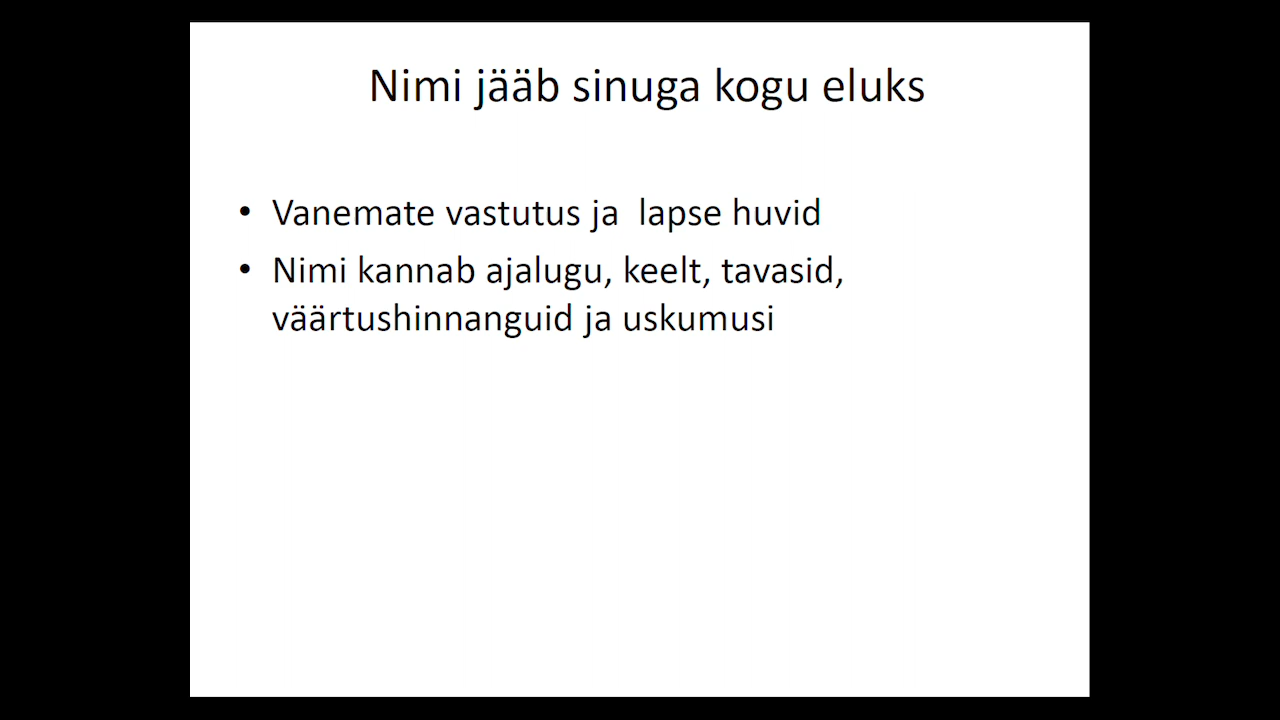 Nimi jääb sinuga kogu eluks
• Vanemate vastutus ja  lapse huvid
• Nimi kannab ajalugu, keelt, tavasid,
väärtushinnanguid ja uskumusi